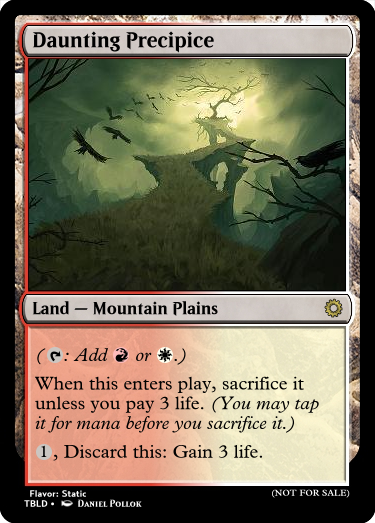 Daunting Precipice
Land — Mountain Plains
( : Add or .)
When this enters play, sacrifice it
unless you pay 3 life. (You may tap
it for mana before you sacrifice it.)
1, Discard this: Gain 3 life.
Flavor: Static
(NOT FOR SALE)
TBLD • Daniel Pollok